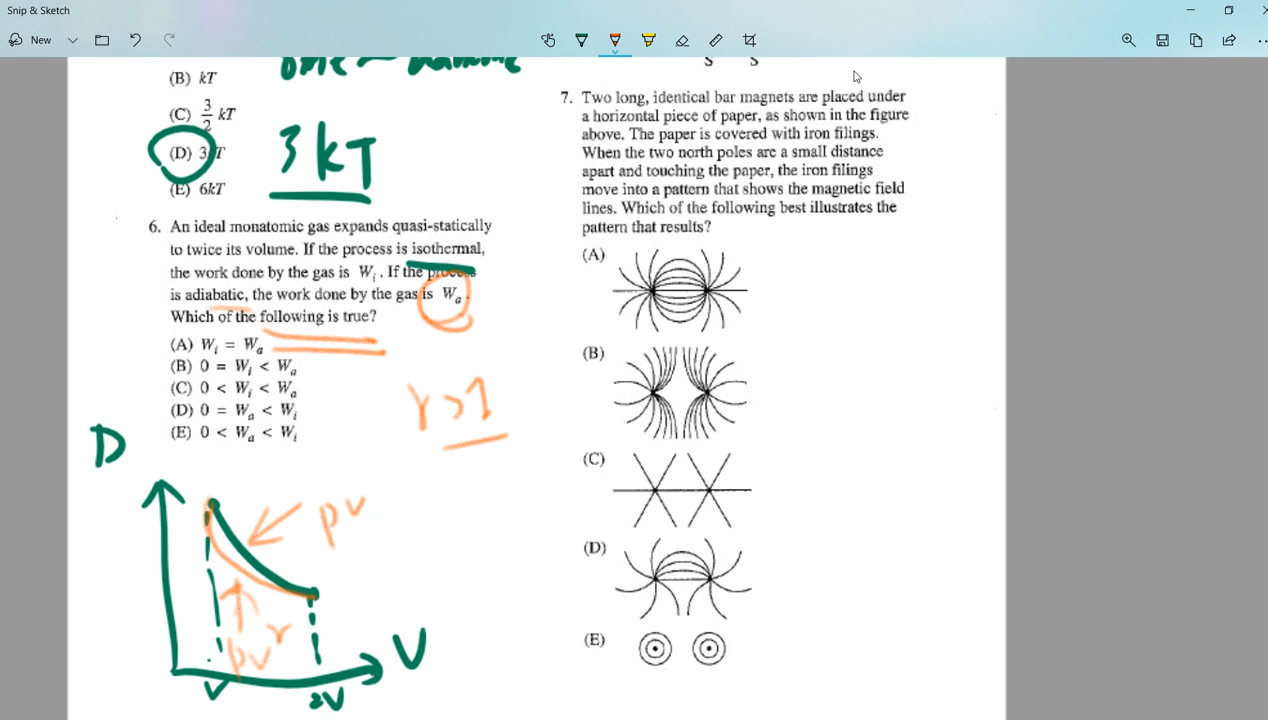 Snip & Sketch
New
(B) kT
(C) 3/2 kT
(D) 3kT
(E) 6kT
3 kT
6. An ideal monatomic gas expands quasi-statically
to twice its volume. If the process is isothermal,
the work done by the gas is W_i. If the process
is adiabatic, the work done by the gas is W_a.
Which of the following is true?
(A) W_i = W_a
(B) 0 = W_i < W_a
(C) 0 < W_i < W_a
(D) 0 = W_a < W_i
(E) 0 < W_a < W_i
γ>1
P
PV
PV^γ
V
V
2V
S S
7. Two long, identical bar magnets are placed under
a horizontal piece of paper, as shown in the figure
above. The paper is covered with iron filings.
When the two north poles are a small distance
apart and touching the paper, the iron filings
move into a pattern that shows the magnetic field
lines. Which of the following best illustrates the
pattern that results?
(A)
(B)
(C)
(D)
(E)